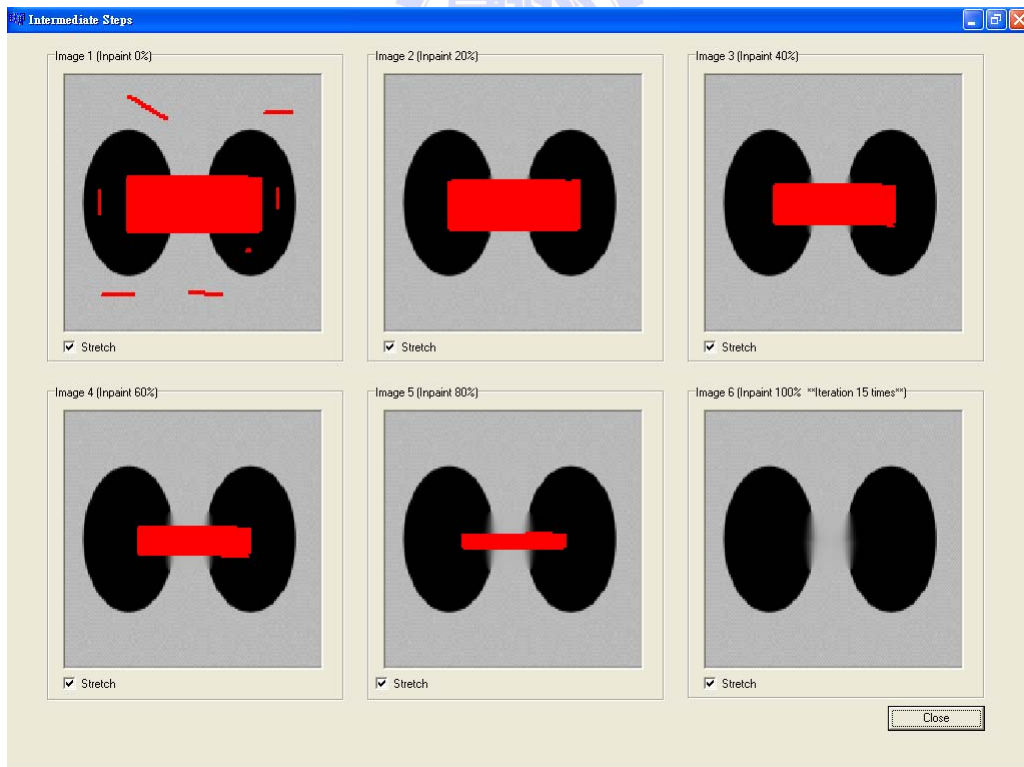 Intermediate Steps
Image 1 (Inpaint 0%)
Image 2 (Inpaint 20%)
Image 3 (Inpaint 40%)
Stretch
Stretch
Stretch
Image 4 (Inpaint 60%)
Image 5 (Inpaint 80%)
Image 6 (Inpaint 100% **Iteration 15 times**)
Stretch
Stretch
Stretch
Close